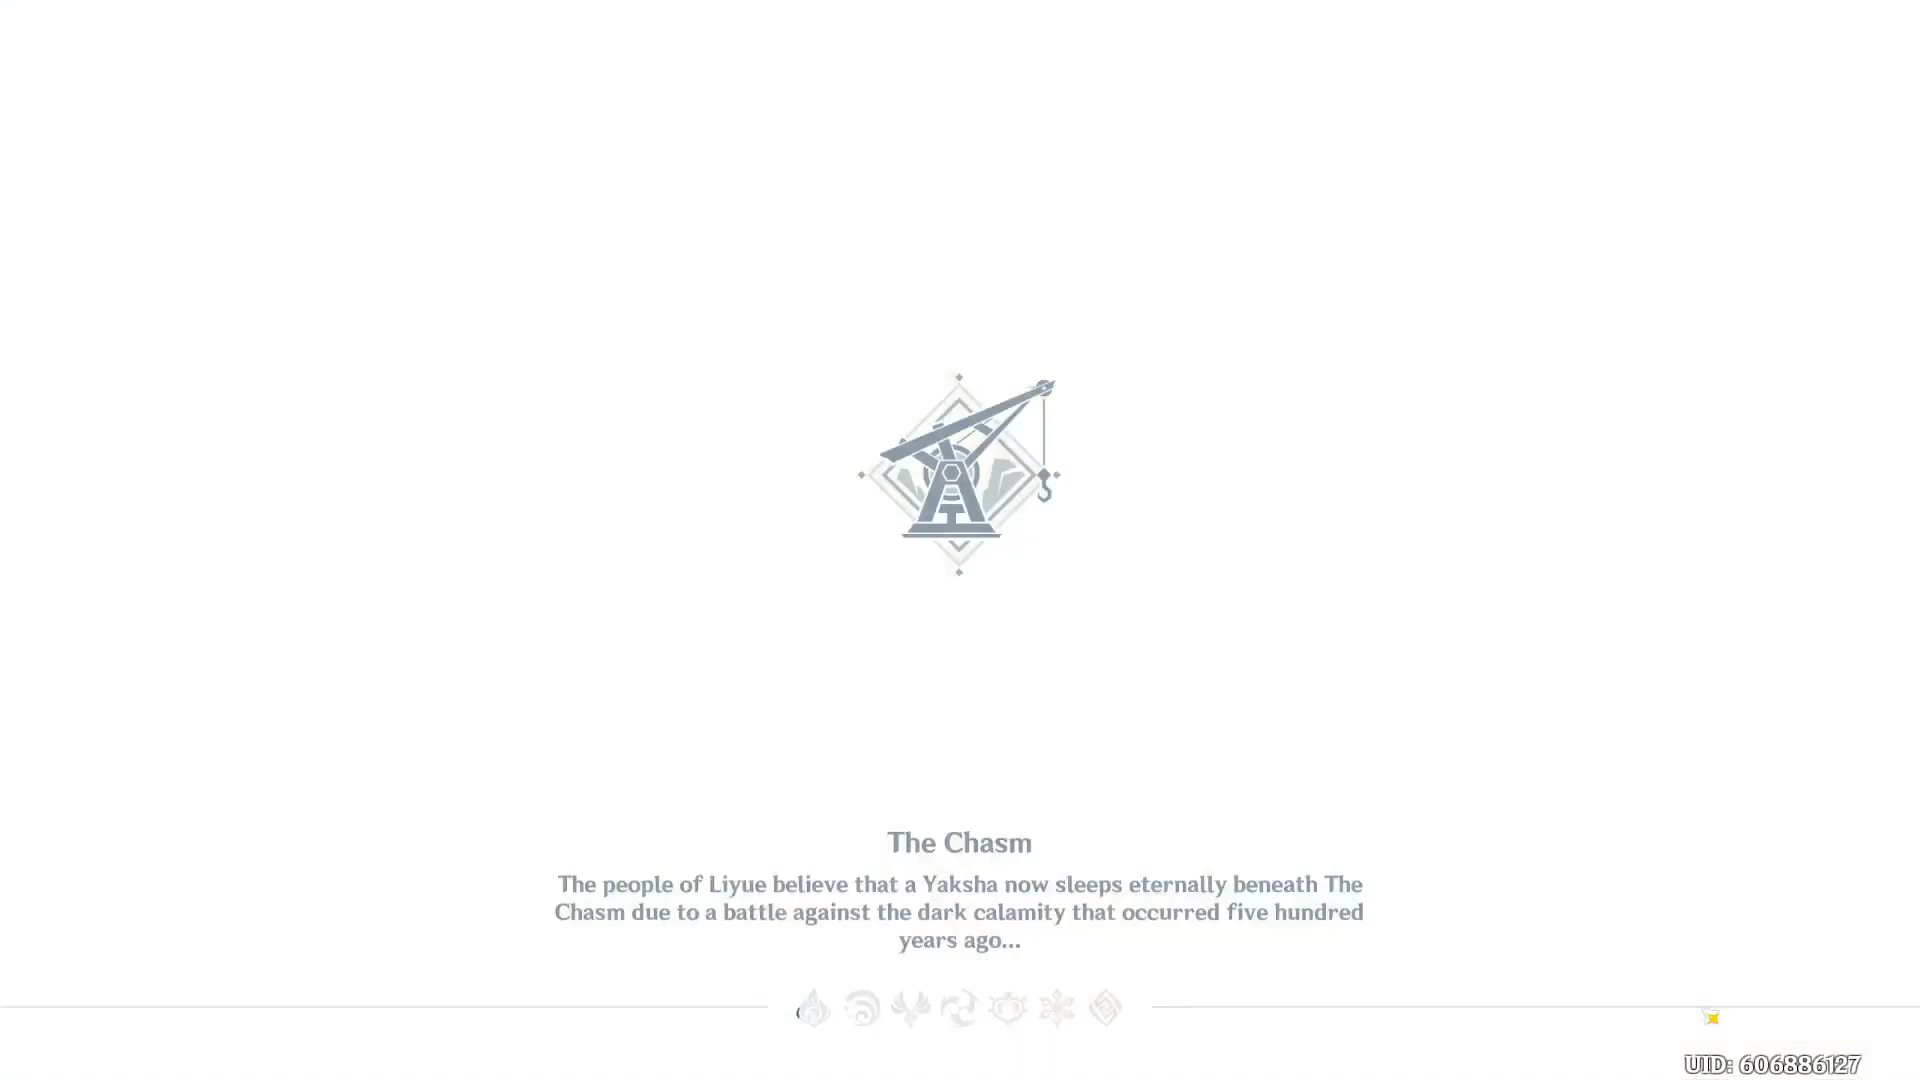 The Chasm
The people of Liyue believe that a Yaksha now sleeps eternally beneath The
Chasm due to a battle against the dark calamity that occurred five hundred
years ago...
UID: 606886127